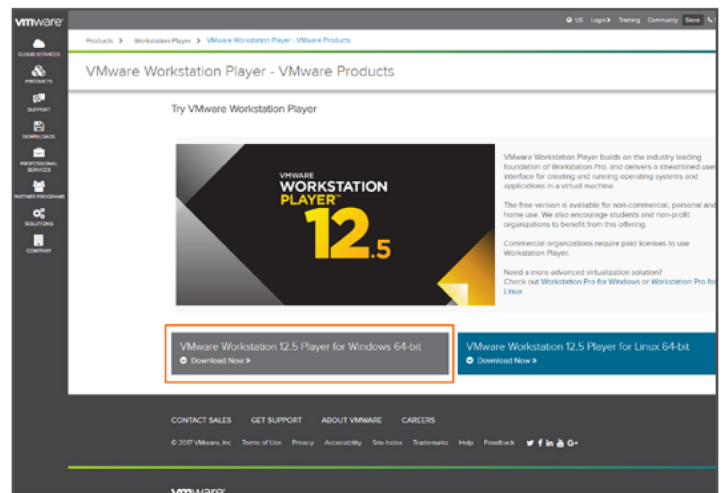 vmware
US Login > Training Community Store
Products > Workstation Player > VMware Workstation Player - VMware Products
CLOUD SERVICES
PRODUCTS
SUPPORT
DOWNLOADS
PROFESSIONAL
SERVICES
PARTNER PROGRAMS
SOLUTIONS
COMPANY
VMware Workstation Player - VMware Products
Try VMware Workstation Player
VMWARE
WORKSTATION
PLAYER™
12.5
VMware Workstation Player builds on the industry leading
foundation of Workstation Pro, and delivers a streamlined user
interface for creating and running operating systems and
applications in a virtual machine.
The free version is available for non-commercial, personal and
home use. We also encourage students and non-profit
organizations to benefit from this offering.
Commercial organizations require paid licenses to use
Workstation Player.
Need a more advanced virtualization solution?
Check out Workstation Pro for Windows or Workstation Pro for
Linux
VMware Workstation 12.5 Player for Windows 64-bit
Download Now >
VMware Workstation 12.5 Player for Linux 64-bit
Download Now >
CONTACT SALES GET SUPPORT ABOUT VMWARE CAREERS
© 2017 VMware, Inc Terms of Use Privacy Accessibility Site Index Trademarks Help Feedback
vmware